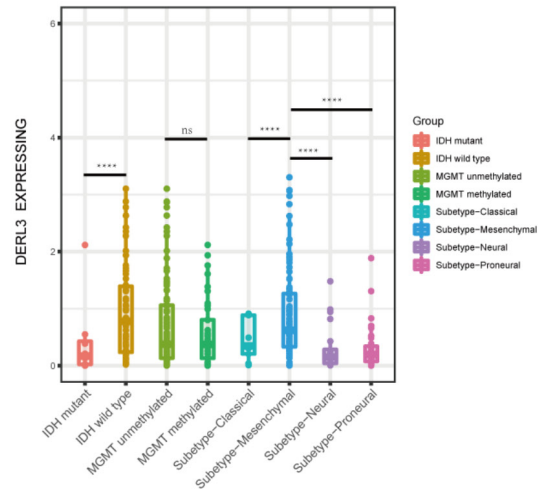 6
4
2
0
DERL3 EXPRESSING
****
ns
****
****
****
IDH mutant
IDH wild type
MGMT unmethylated
MGMT methylated
Subetype-Classical
Subetype-Mesenchymal
Subetype-Neural
Subetype-Proneural
Group
IDH mutant
IDH wild type
MGMT unmethylated
MGMT methylated
Subetype-Classical
Subetype-Mesenchymal
Subetype-Neural
Subetype-Proneural